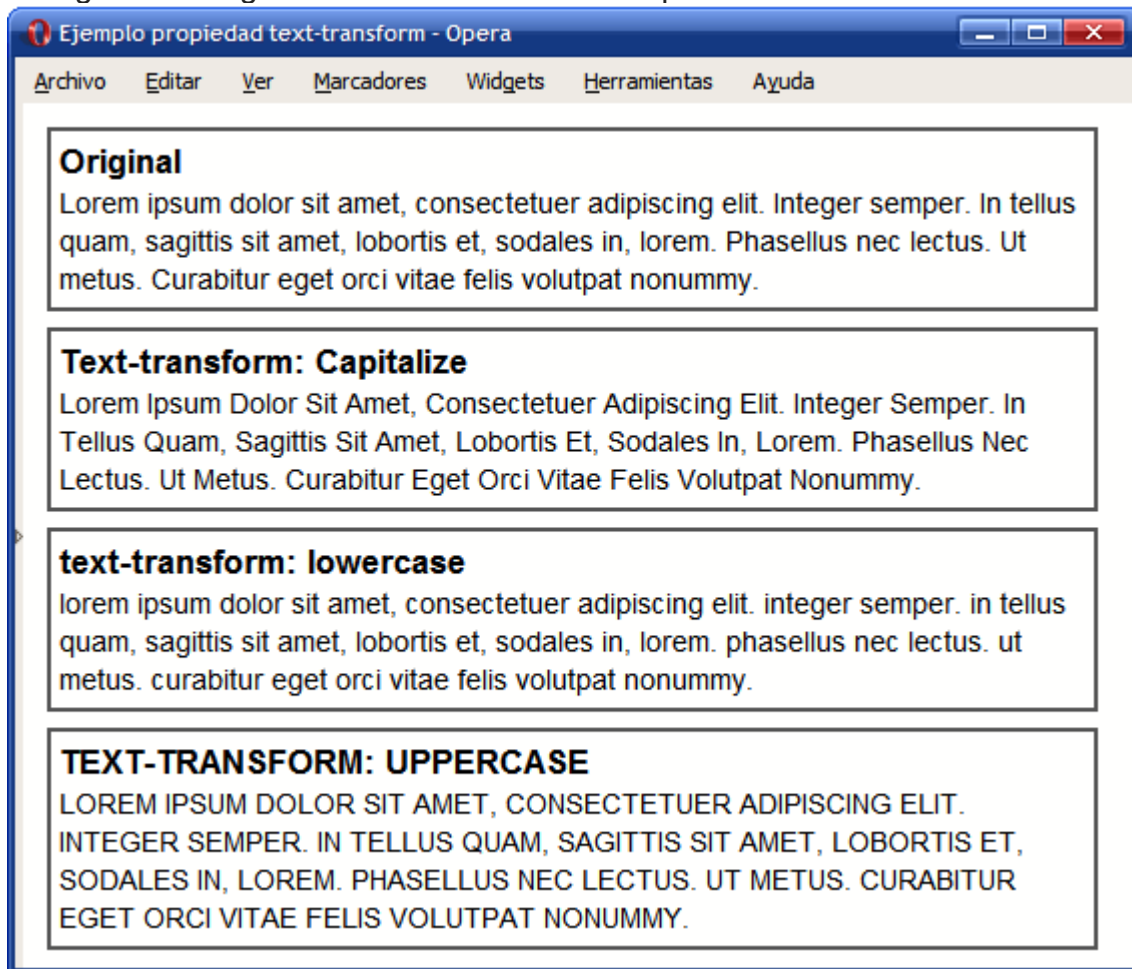 Ejemplo propiedad text-transform - Opera
Archivo Editar Ver Marcadores Widgets Herramientas Ayuda
Original
Lorem ipsum dolor sit amet, consectetuer adipiscing elit. Integer semper. In tellus
quam, sagittis sit amet, lobortis et, sodales in, lorem. Phasellus nec lectus. Ut
metus. Curabitur eget orci vitae felis volutpat nonummy.
Text-transform: Capitalize
Lorem Ipsum Dolor Sit Amet, Consectetuer Adipiscing Elit. Integer Semper. In
Tellus Quam, Sagittis Sit Amet, Lobortis Et, Sodales In, Lorem. Phasellus Nec
Lectus. Ut Metus. Curabitur Eget Orci Vitae Felis Volutpat Nonummy.
text-transform: lowercase
lorem ipsum dolor sit amet, consectetuer adipiscing elit. integer semper. in tellus
quam, sagittis sit amet, lobortis et, sodales in, lorem. phasellus nec lectus. ut
metus. curabitur eget orci vitae felis volutpat nonummy.
TEXT-TRANSFORM: UPPERCASE
LOREM IPSUM DOLOR SIT AMET, CONSECTETUER ADIPISCING ELIT.
INTEGER SEMPER. IN TELLUS QUAM, SAGITTIS SIT AMET, LOBORTIS ET,
SODALES IN, LOREM. PHASELLUS NEC LECTUS. UT METUS. CURABITUR
EGET ORCI VITAE FELIS VOLUTPAT NONUMMY.